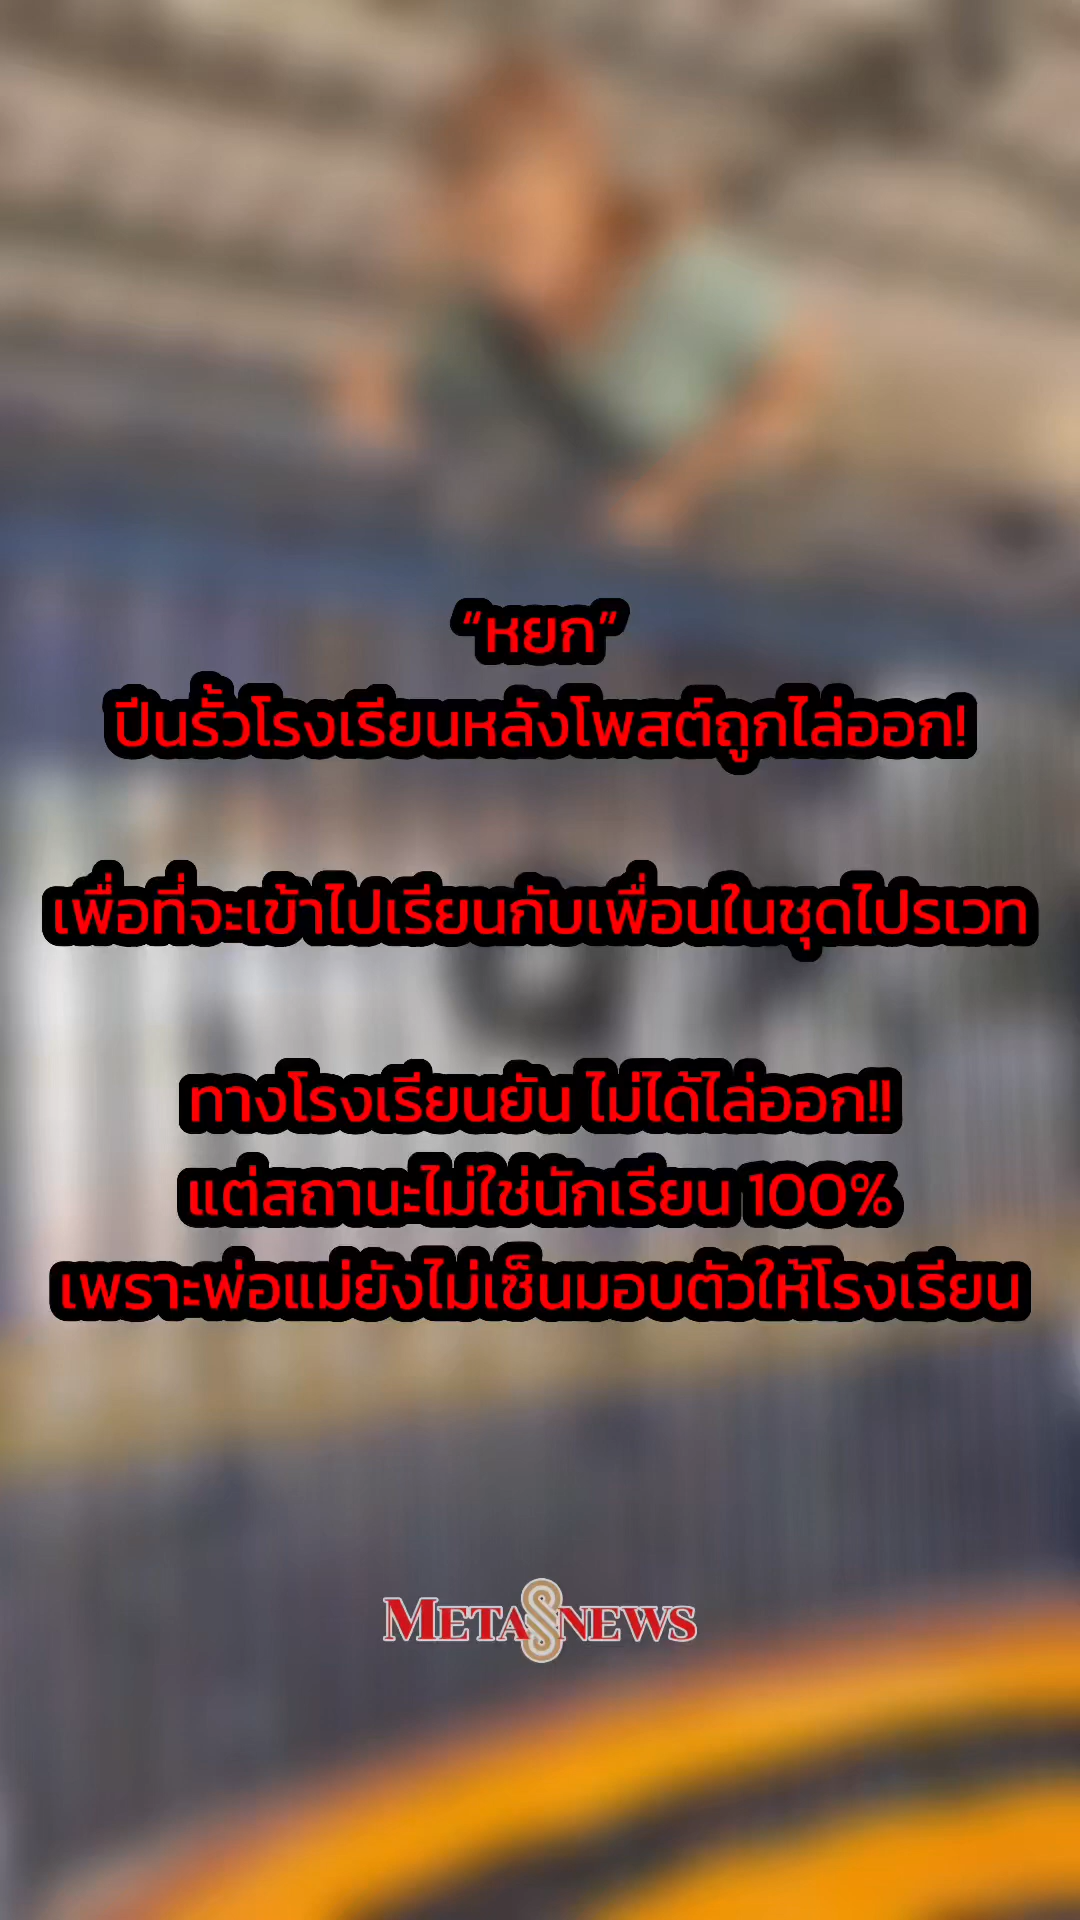 “หยก”
ปีนรั้วโรงเรียนหลังโพสต์ถูกไล่ออก!
เพื่อที่จะเข้าไปเรียนกับเพื่อนในชุดไปรเวท
ทางโรงเรียนยัน ไม่ได้ไล่ออก!!
แต่สถานะไม่ใช่นักเรียน 100%
เพราะพ่อแม่ยังไม่เซ็นมอบตัวให้โรงเรียน
META NEWS